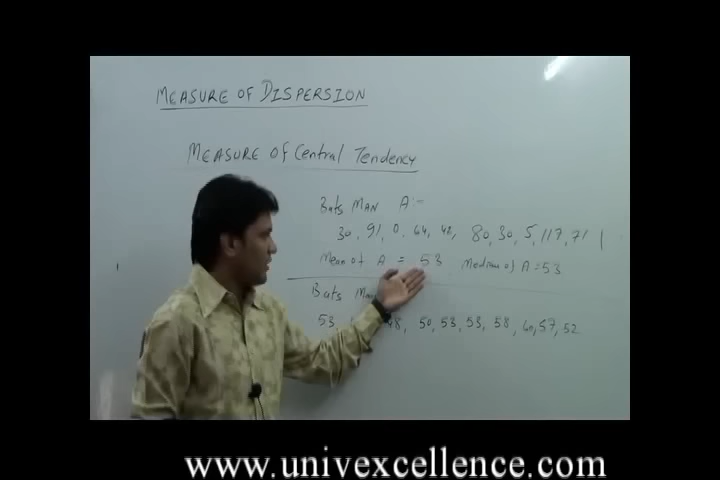 MEASURE OF DISPERSION
MEASURE OF Central Tendency
Bats MAN A:-
30, 91, 0, 64, 42, 80, 30, 5, 117, 71
Mean of A = 53 Median of A = 53
Bats Man
53 48, 50, 53, 53, 58, 60, 57, 52
www.univexcellence.com